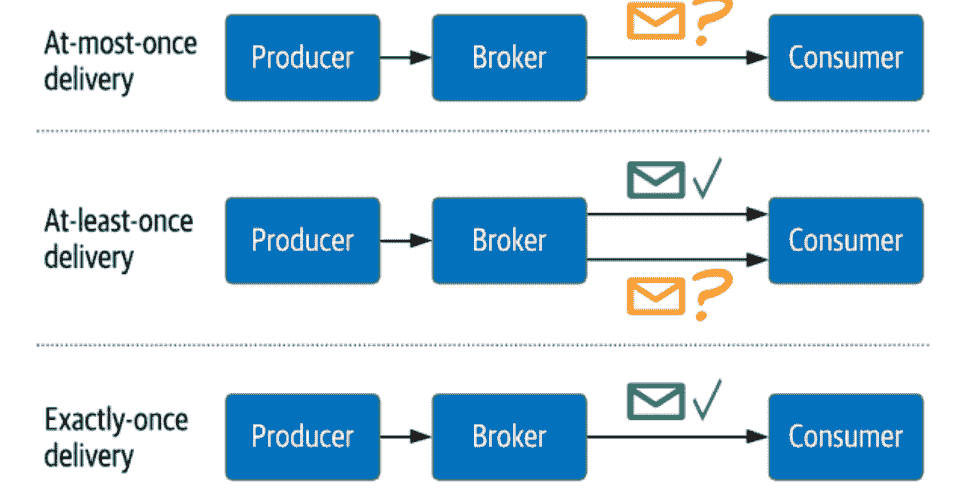 At-most-once
delivery
Producer
Broker
?
Consumer
At-least-once
delivery
Producer
Broker
✓
?
Consumer
Exactly-once
delivery
Producer
Broker
✓
Consumer